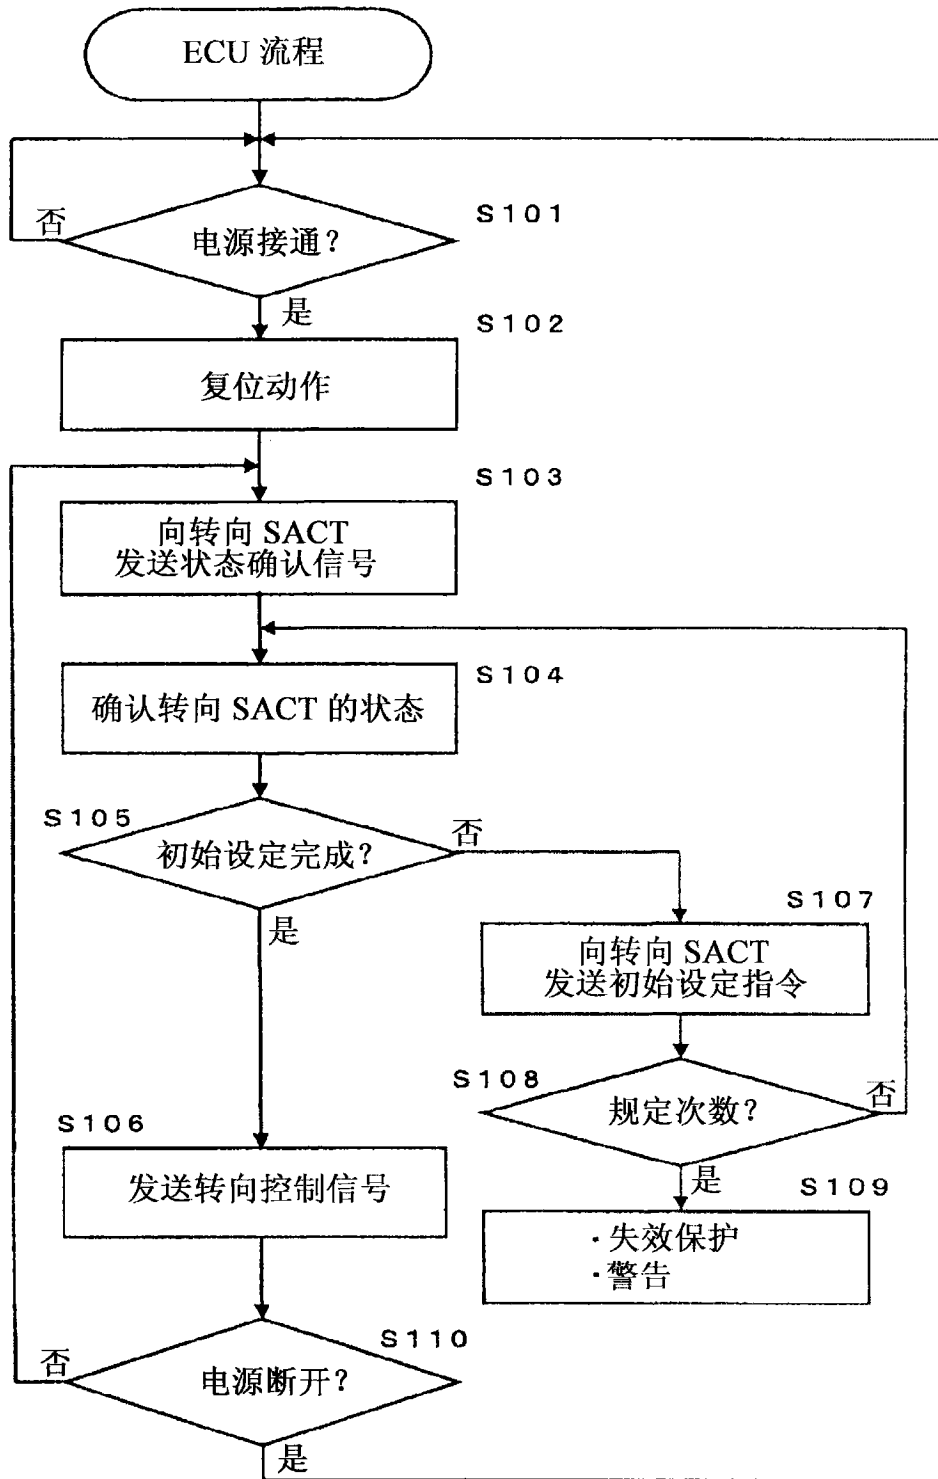 ECU 流程
S101
否
电源接通？
是
S102
复位动作
S103
向转向 SACT
发送状态确认信号
S104
确认转向 SACT 的状态
S105
初始设定完成？
否
是
S107
向转向 SACT
发送初始设定指令
S108
规定次数？
否
是
S106
发送转向控制信号
S109
·失效保护
·警告
S110
否
电源断开？
是